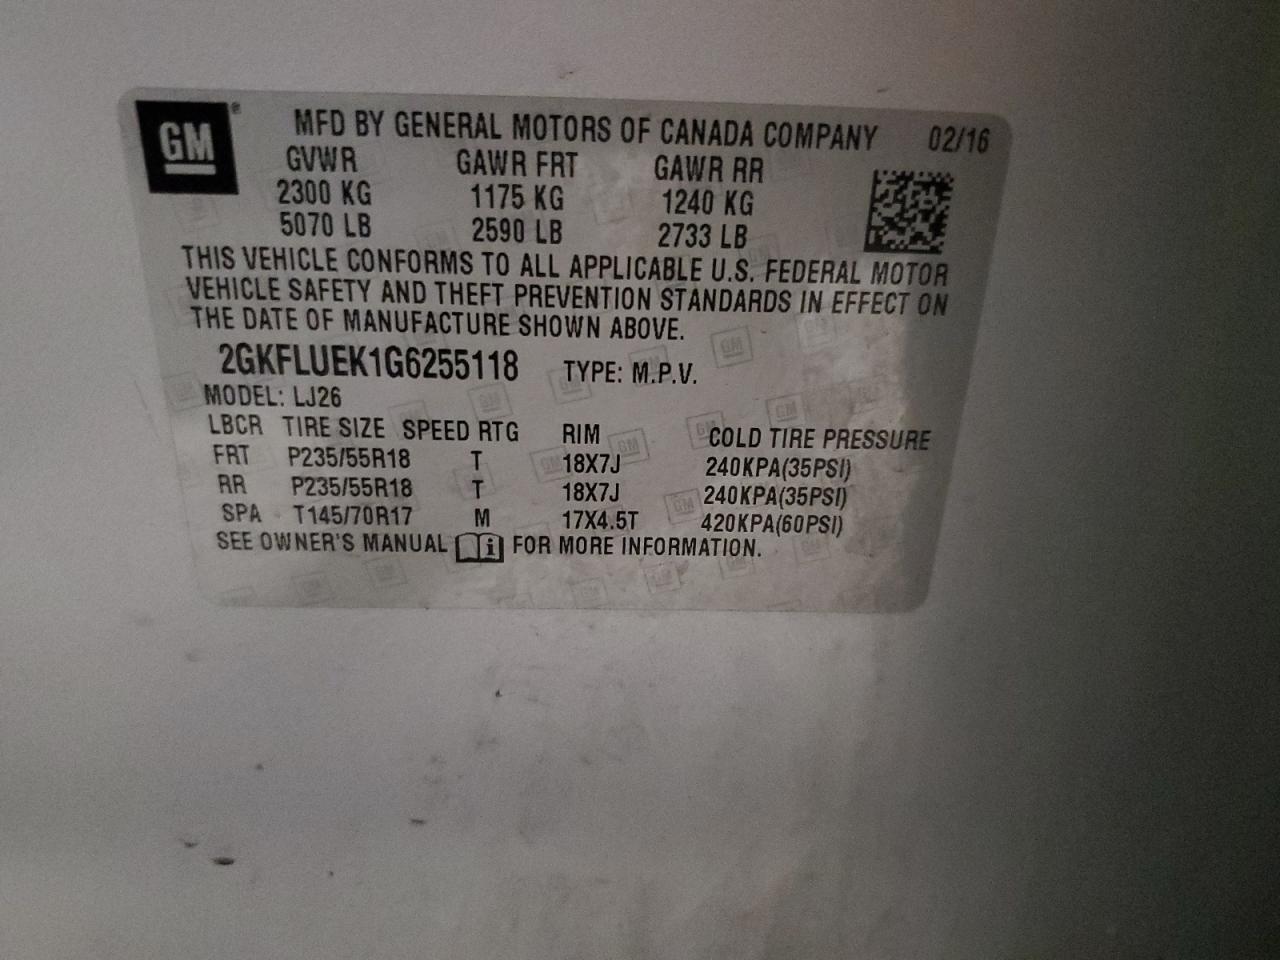 GM® MFD BY GENERAL MOTORS OF CANADA COMPANY 02/16
GVWR GAWR FRT GAWR RR
2300 KG 1175 KG 1240 KG
5070 LB 2590 LB 2733 LB
THIS VEHICLE CONFORMS TO ALL APPLICABLE U.S. FEDERAL MOTOR
VEHICLE SAFETY AND THEFT PREVENTION STANDARDS IN EFFECT ON
THE DATE OF MANUFACTURE SHOWN ABOVE.
2GKFLUEK1G6255118 TYPE: M.P.V.
MODEL: LJ26
LBCR TIRE SIZE SPEED RTG RIM COLD TIRE PRESSURE
FRT P235/55R18 T 18X7J 240KPA(35PSI)
RR P235/55R18 T 18X7J 240KPA(35PSI)
SPA T145/70R17 M 17X4.5T 420KPA(60PSI)
SEE OWNER'S MANUAL FOR MORE INFORMATION.